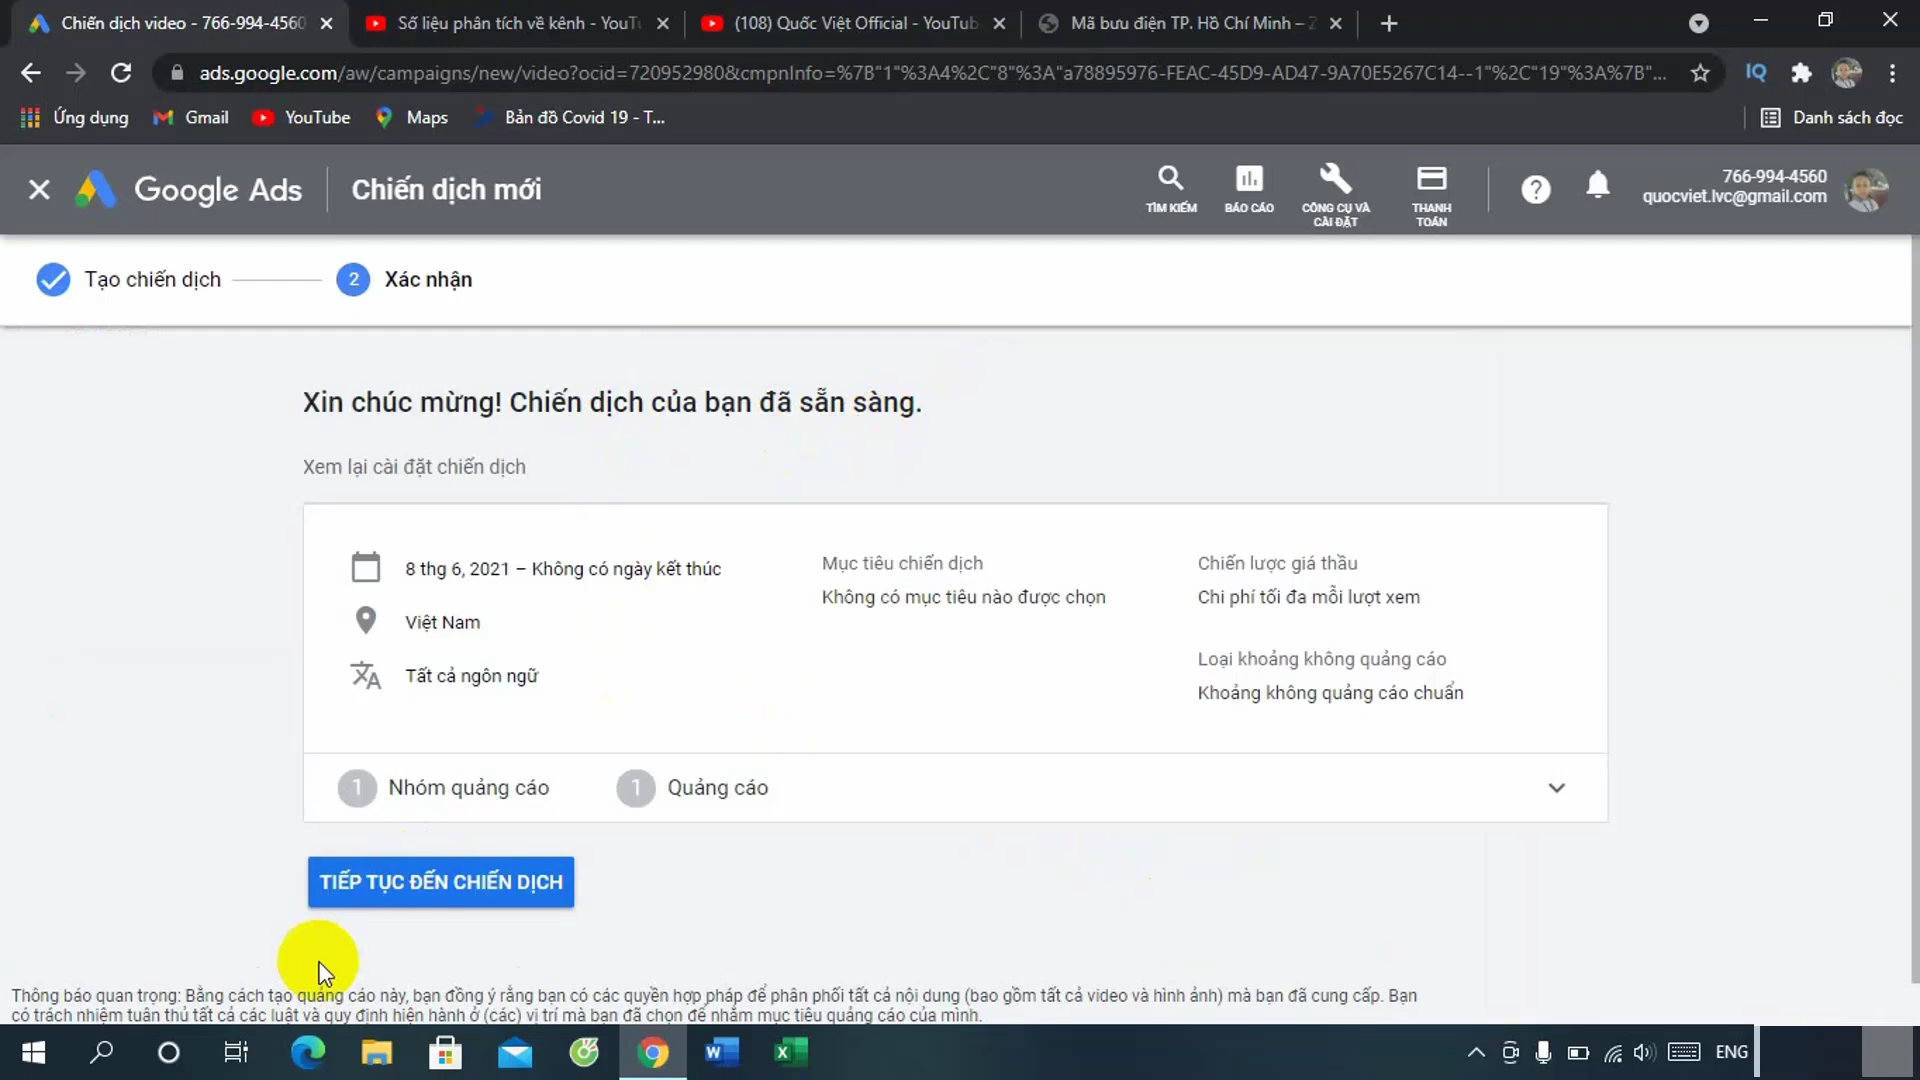 Chiến dịch video - 766-994-4560
Số liệu phân tích về kênh - YouTu
(108) Quốc Việt Official - YouTub
Mã bưu điện TP. Hồ Chí Minh – Z
ads.google.com/aw/campaigns/new/video?ocid=720952980&cmpnInfo=%7B"1"%3A4%2C"8"%3A"a78895976-FEAC-45D9-AD47-9A70E5267C14--1"%2C"19"%3A%7B"...
IQ
Ứng dụng
Gmail
YouTube
Maps
Bản đồ Covid 19 - T...
Danh sách đọc
Google Ads
Chiến dịch mới
TÌM KIẾM
BÁO CÁO
CÔNG CỤ VÀ
CÀI ĐẶT
THANH
TOÁN
766-994-4560
quocviet.lvc@gmail.com
Tạo chiến dịch
2
Xác nhận
Xin chúc mừng! Chiến dịch của bạn đã sẵn sàng.
Xem lại cài đặt chiến dịch
8 thg 6, 2021 – Không có ngày kết thúc
Việt Nam
Tất cả ngôn ngữ
Mục tiêu chiến dịch
Không có mục tiêu nào được chọn
Chiến lược giá thầu
Chi phí tối đa mỗi lượt xem
Loại khoảng không quảng cáo
Khoảng không quảng cáo chuẩn
1 Nhóm quảng cáo
1 Quảng cáo
TIẾP TỤC ĐẾN CHIẾN DỊCH
Thông báo quan trọng: Bằng cách tạo quảng cáo này, bạn đồng ý rằng bạn có các quyền hợp pháp để phân phối tất cả nội dung (bao gồm tất cả video và hình ảnh) mà bạn đã cung cấp. Bạn
có trách nhiệm tuân thủ tất cả các luật và quy định hiện hành ở (các) vị trí mà bạn đã chọn để nhắm mục tiêu quảng cáo của mình.
ENG